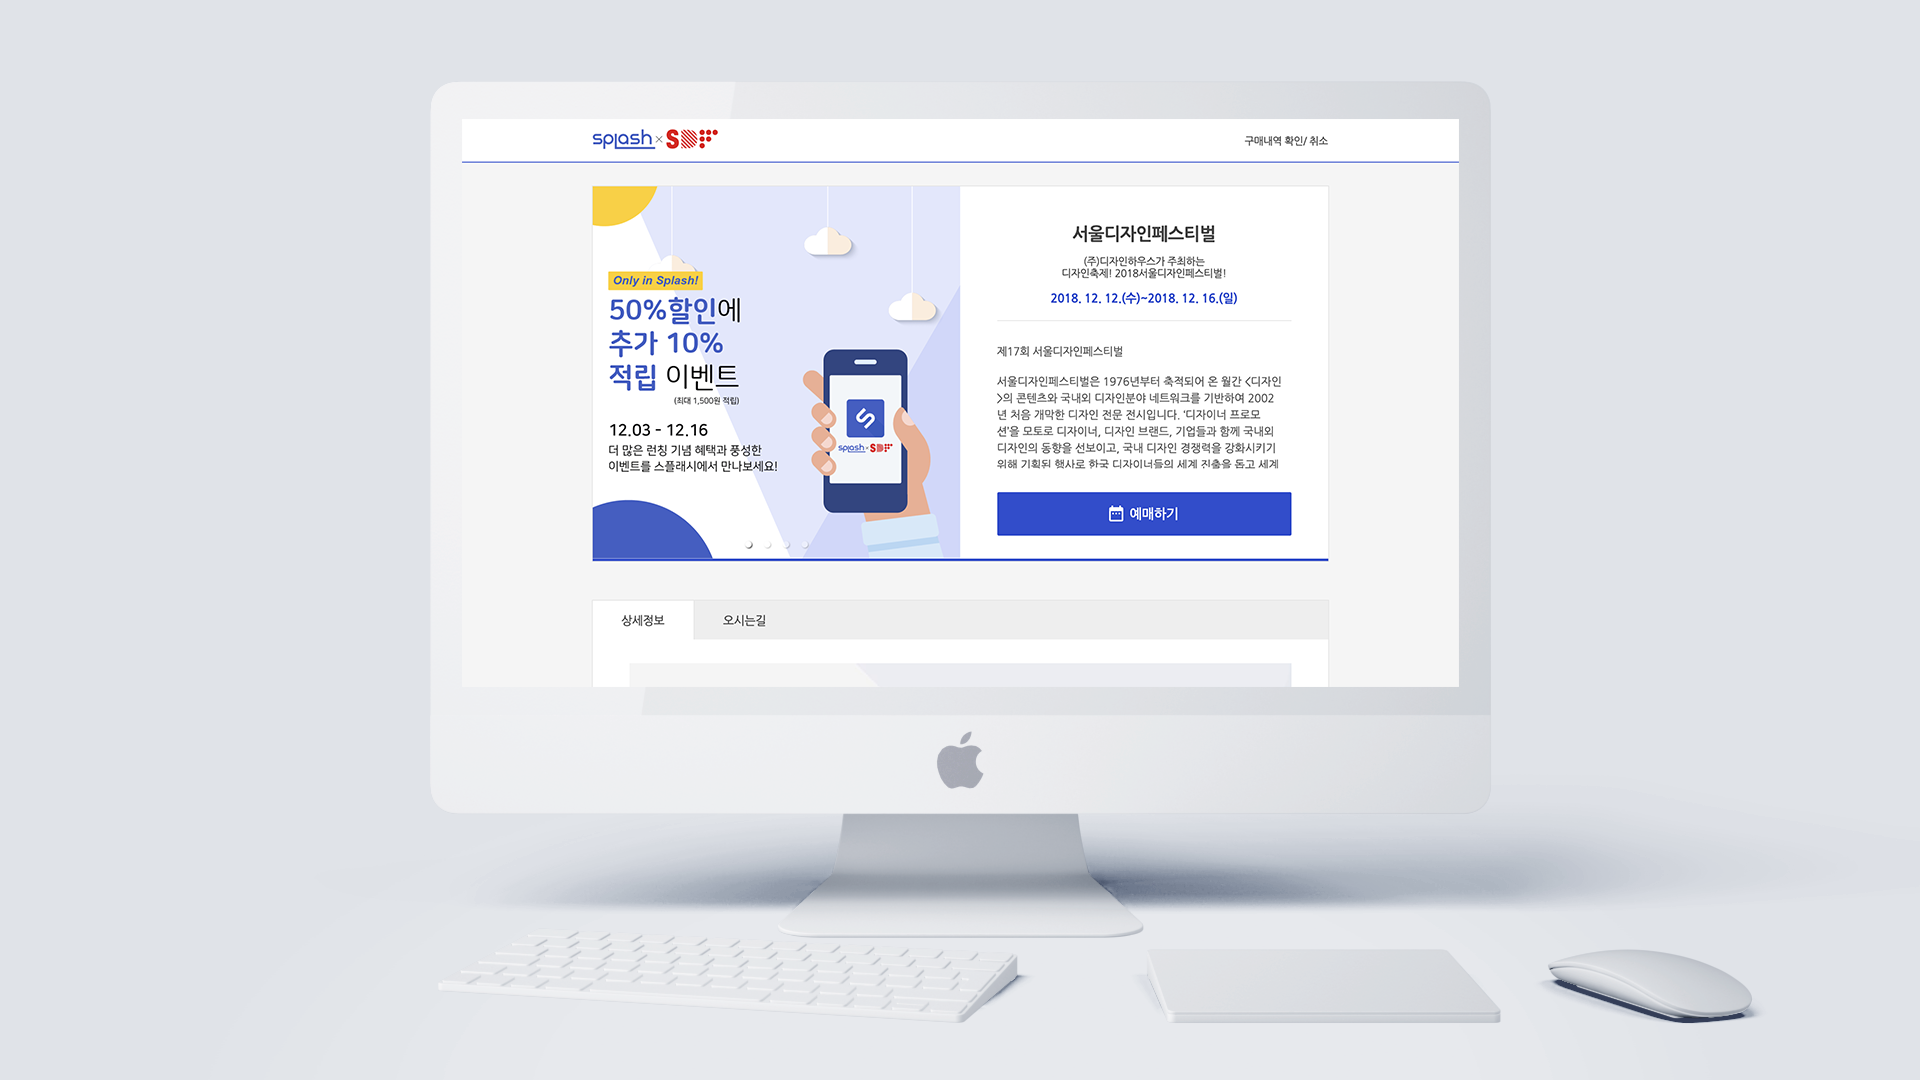 splash × SDF
구매내역 확인/ 취소
Only in Splash!
50%할인에
추가 10%
적립 이벤트
(최대 1,500원 적립)
12.03 - 12.16
더 많은 런칭 기념 혜택과 풍성한
이벤트를 스플래시에서 만나보세요!
splash × SDF
서울디자인페스티벌
(주)디자인하우스가 주최하는
디자인축제! 2018서울디자인페스티벌!
2018. 12. 12.(수)~2018. 12. 16.(일)
제17회 서울디자인페스티벌
서울디자인페스티벌은 1976년부터 축적되어 온 월간 <디자인
>의 콘텐츠와 국내외 디자인분야 네트워크를 기반하여 2002
년 처음 개막한 디자인 전문 전시입니다. '디자이너 프로모
션'을 모토로 디자이너, 디자인 브랜드, 기업들과 함께 국내외
디자인의 동향을 선보이고, 국내 디자인 경쟁력을 강화시키기
위해 기획된 행사로 한국 디자이너들의 세계 진출을 돕고 세계
예매하기
상세정보
오시는길